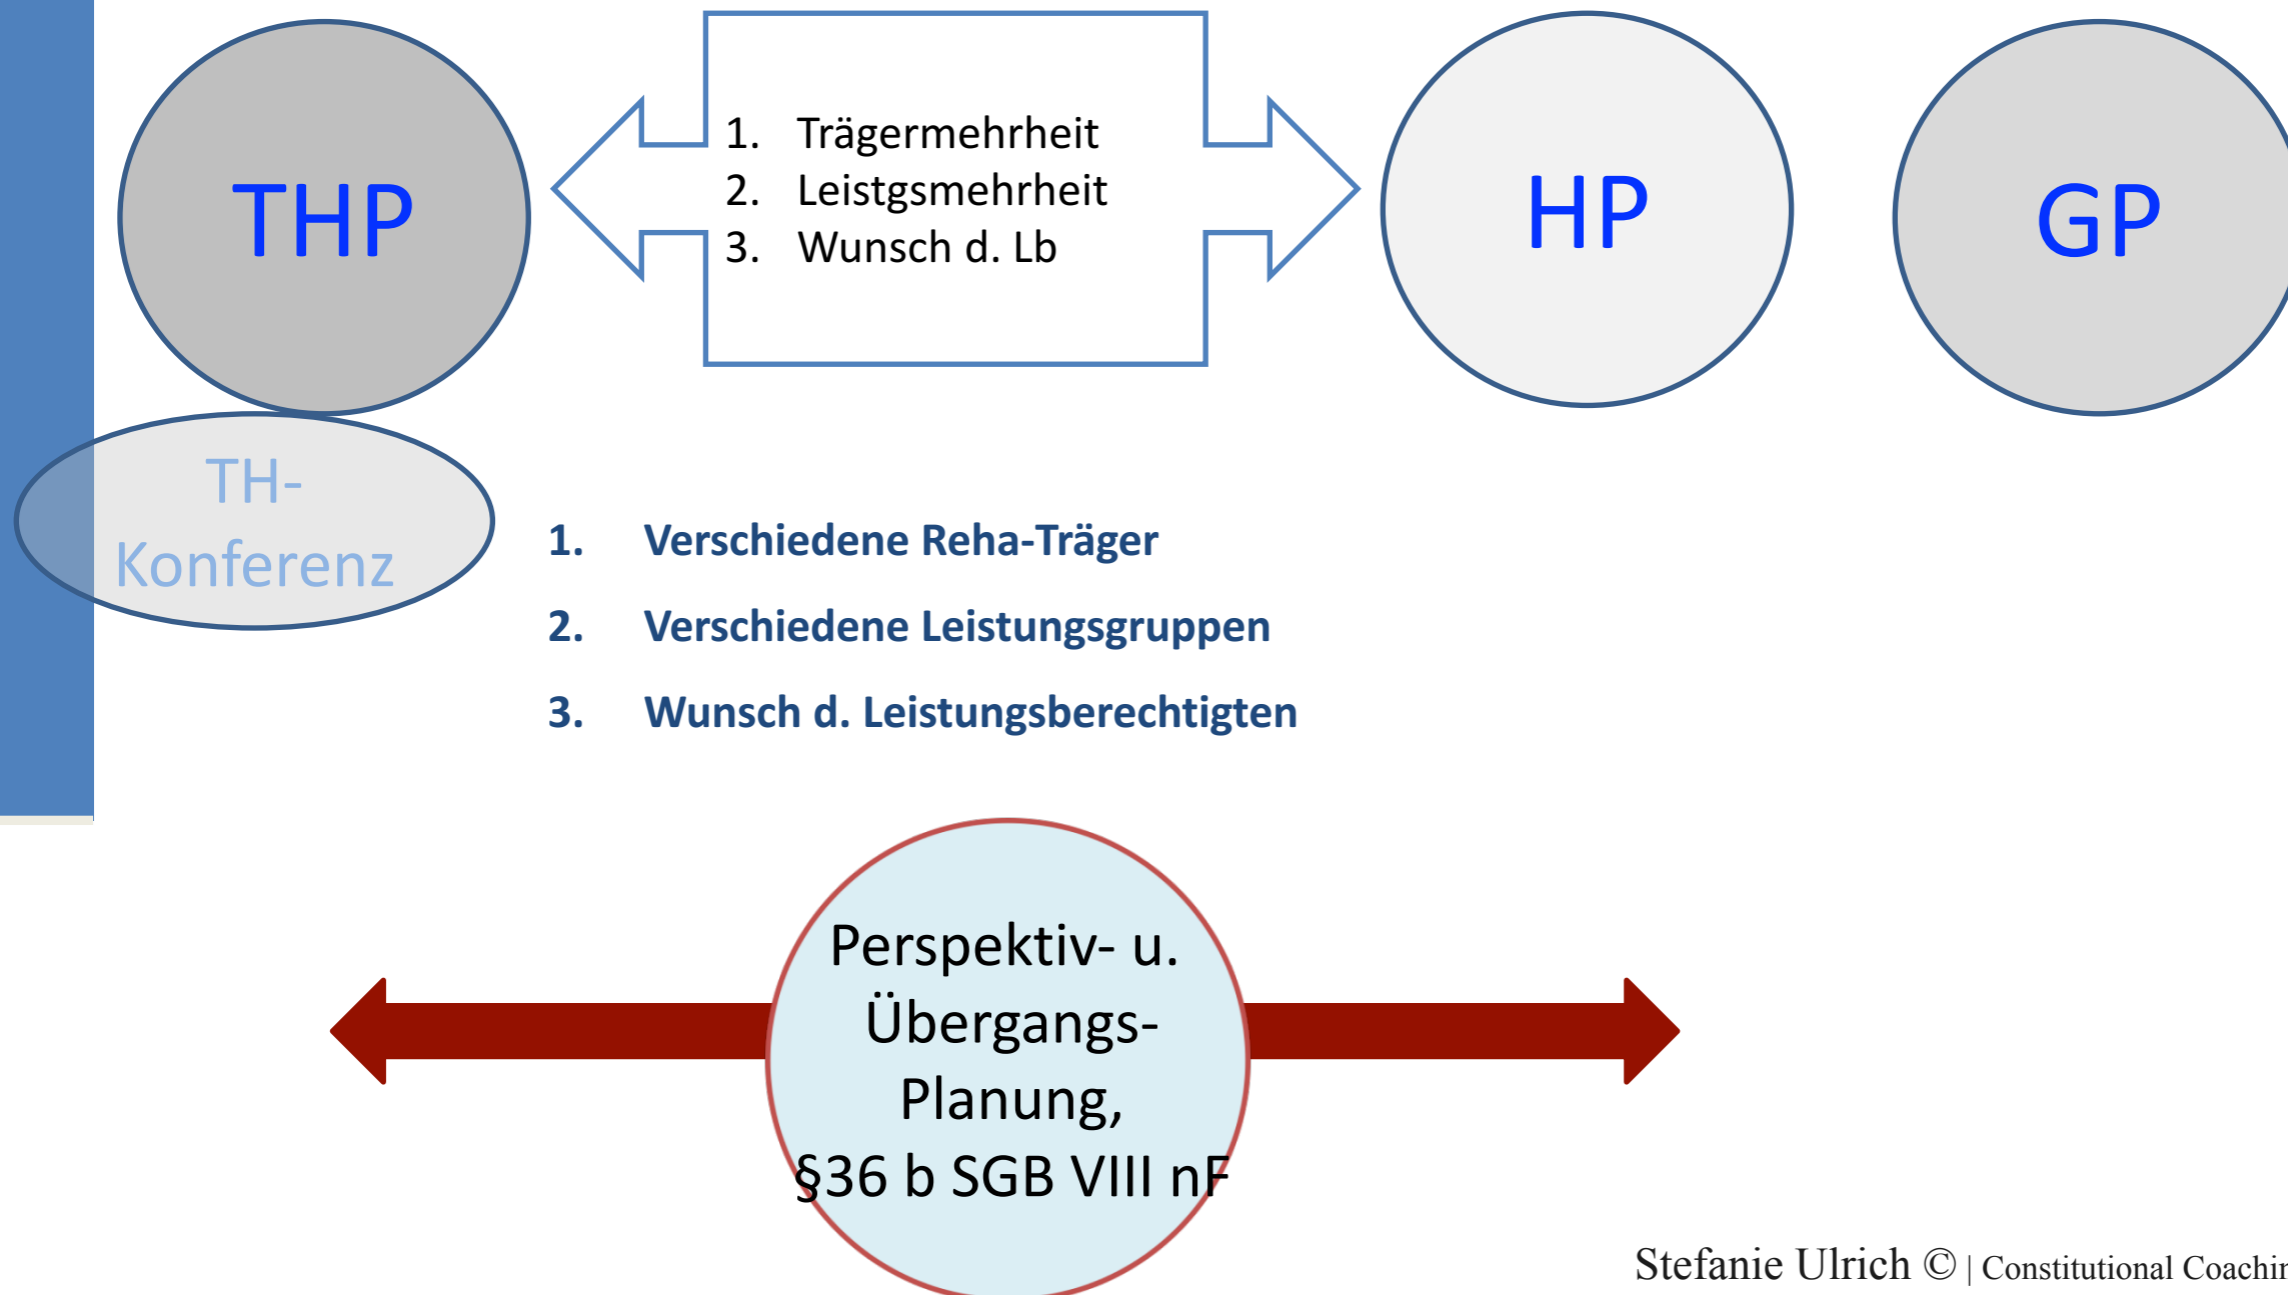 THP
1. Trägermehrheit
2. Leistgsmehrheit
3. Wunsch d. Lb
HP
GP
TH-
Konferenz
1. Verschiedene Reha-Träger
2. Verschiedene Leistungsgruppen
3. Wunsch d. Leistungsberechtigten
Perspektiv- u.
Übergangs-
Planung,
§36 b SGB VIII nF
Stefanie Ulrich © | Constitutional